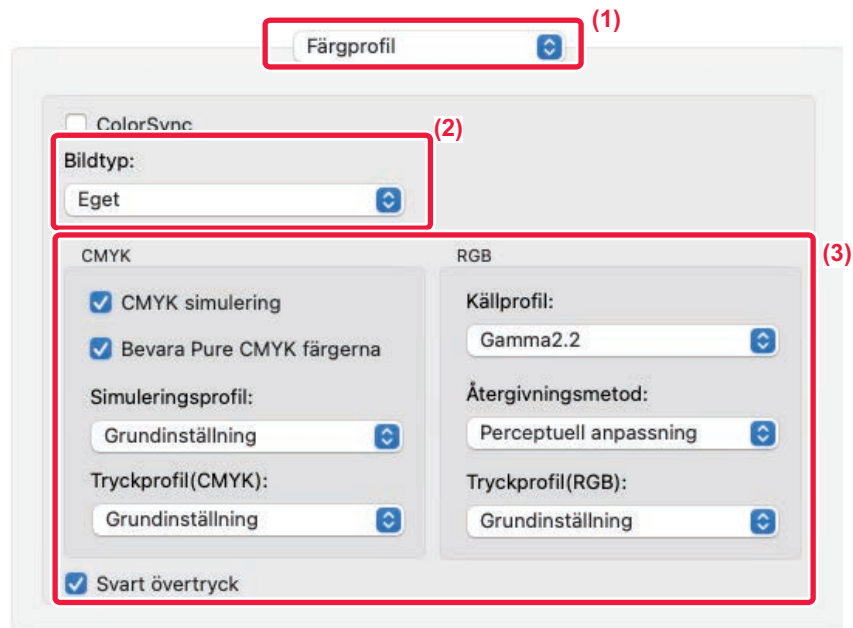 (1)
Färgprofil
ColorSync
(2)
Bildtyp:
Eget
(3)
CMYK
CMYK simulering
Bevara Pure CMYK färgerna
Simuleringsprofil:
Grundinställning
Tryckprofil(CMYK):
Grundinställning
RGB
Källprofil:
Gamma2.2
Återgivningsmetod:
Perceptuell anpassning
Tryckprofil(RGB):
Grundinställning
Svart övertryck